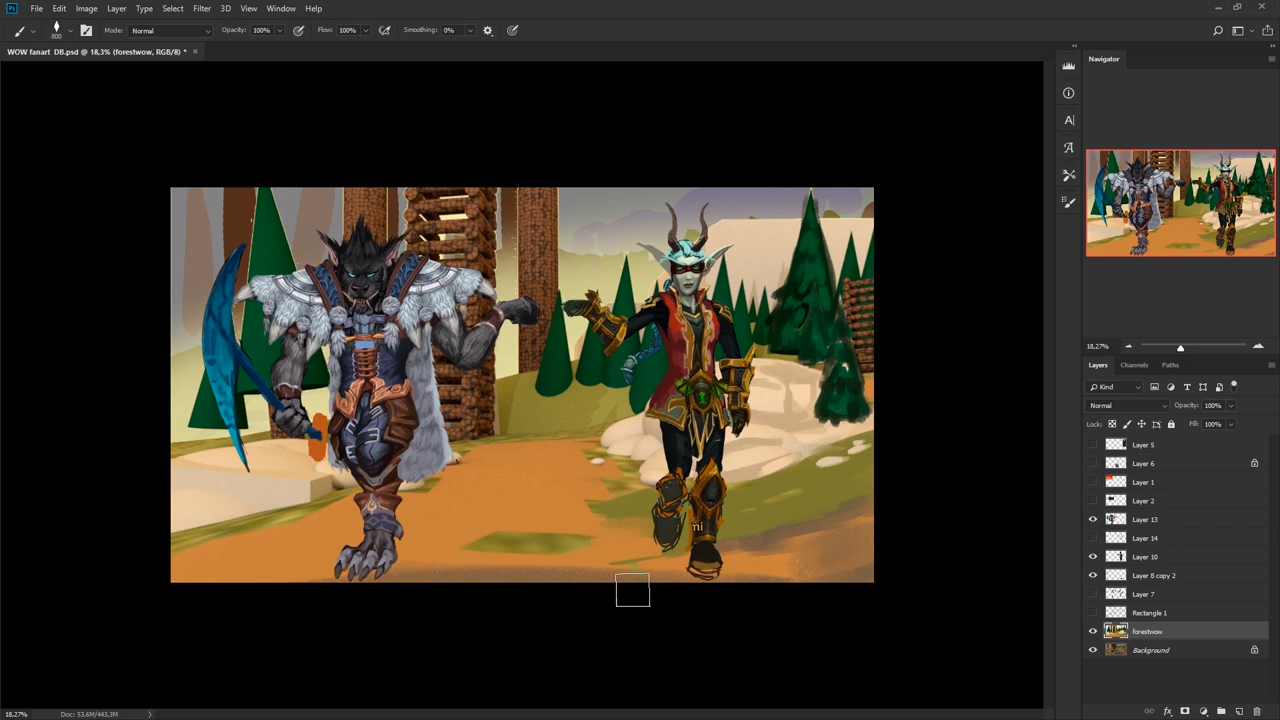 Ps File Edit Image Layer Type Select Filter 3D View Window Help
800 Mode: Normal Opacity: 100% Flow: 100% Smoothing: 0%
WOW fanart DB.psd @ 18,3% (forestwow, RGB/8) * ×
Navigator
18,27%
Layers Channels Paths
Kind
Normal Opacity: 100%
Lock: Fill: 100%
Layer 5
Layer 6
Layer 1
Layer 2
Layer 13
Layer 14
Layer 10
Layer 8 copy 2
Layer 7
Rectangle 1
forestwow
Background
mi
18,27% Doc: 53,6M/443,3M